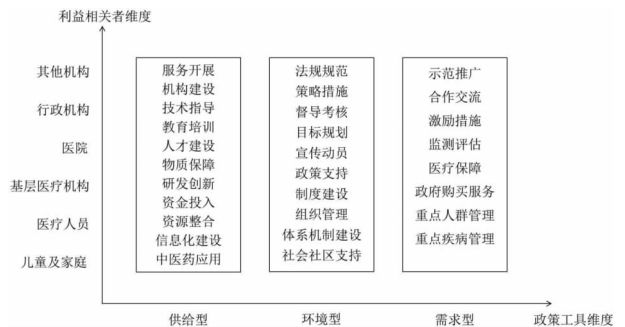 利益相关者维度
其他机构
行政机构
医院
基层医疗机构
医疗人员
儿童及家庭
服务开展
机构建设
技术指导
教育培训
人才建设
物质保障
研发创新
资金投入
资源整合
信息化建设
中医药应用
法规规范
策略措施
督导考核
目标规划
宣传动员
政策支持
制度建设
组织管理
体系机制建设
社会社区支持
示范推广
合作交流
激励措施
监测评估
医疗保障
政府购买服务
重点人群管理
重点疾病管理
供给型
环境型
需求型
政策工具维度